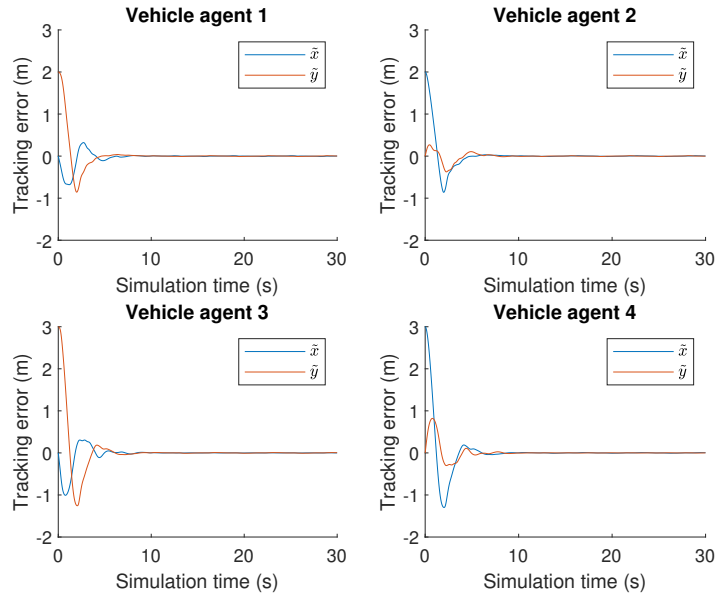 Vehicle agent 1
Tracking error (m)
3
2
1
0
-1
-2
0
10
20
30
Simulation time (s)
x̃
ỹ
Vehicle agent 2
Tracking error (m)
3
2
1
0
-1
-2
0
10
20
30
Simulation time (s)
x̃
ỹ
Vehicle agent 3
Tracking error (m)
3
2
1
0
-1
-2
0
10
20
30
Simulation time (s)
x̃
ỹ
Vehicle agent 4
Tracking error (m)
3
2
1
0
-1
-2
0
10
20
30
Simulation time (s)
x̃
ỹ